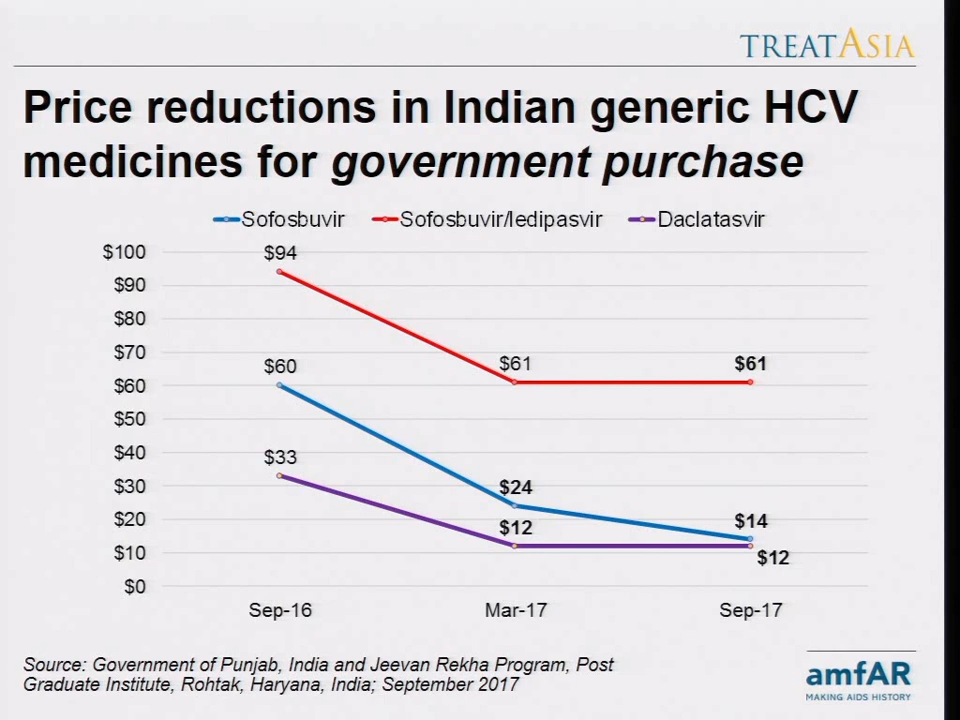 TREATASIA
Price reductions in Indian generic HCV
medicines for government purchase
Sofosbuvir Sofosbuvir/ledipasvir Daclatasvir
$100
$94
$90
$80
$70
$61
$61
$60
$60
$50
$40
$33
$30
$24
$20
$12
$14
$10
$12
$0
Sep-16 Mar-17 Sep-17
Source: Government of Punjab, India and Jeevan Rekha Program, Post
Graduate Institute, Rohtak, Haryana, India; September 2017
amfAR
MAKING AIDS HISTORY